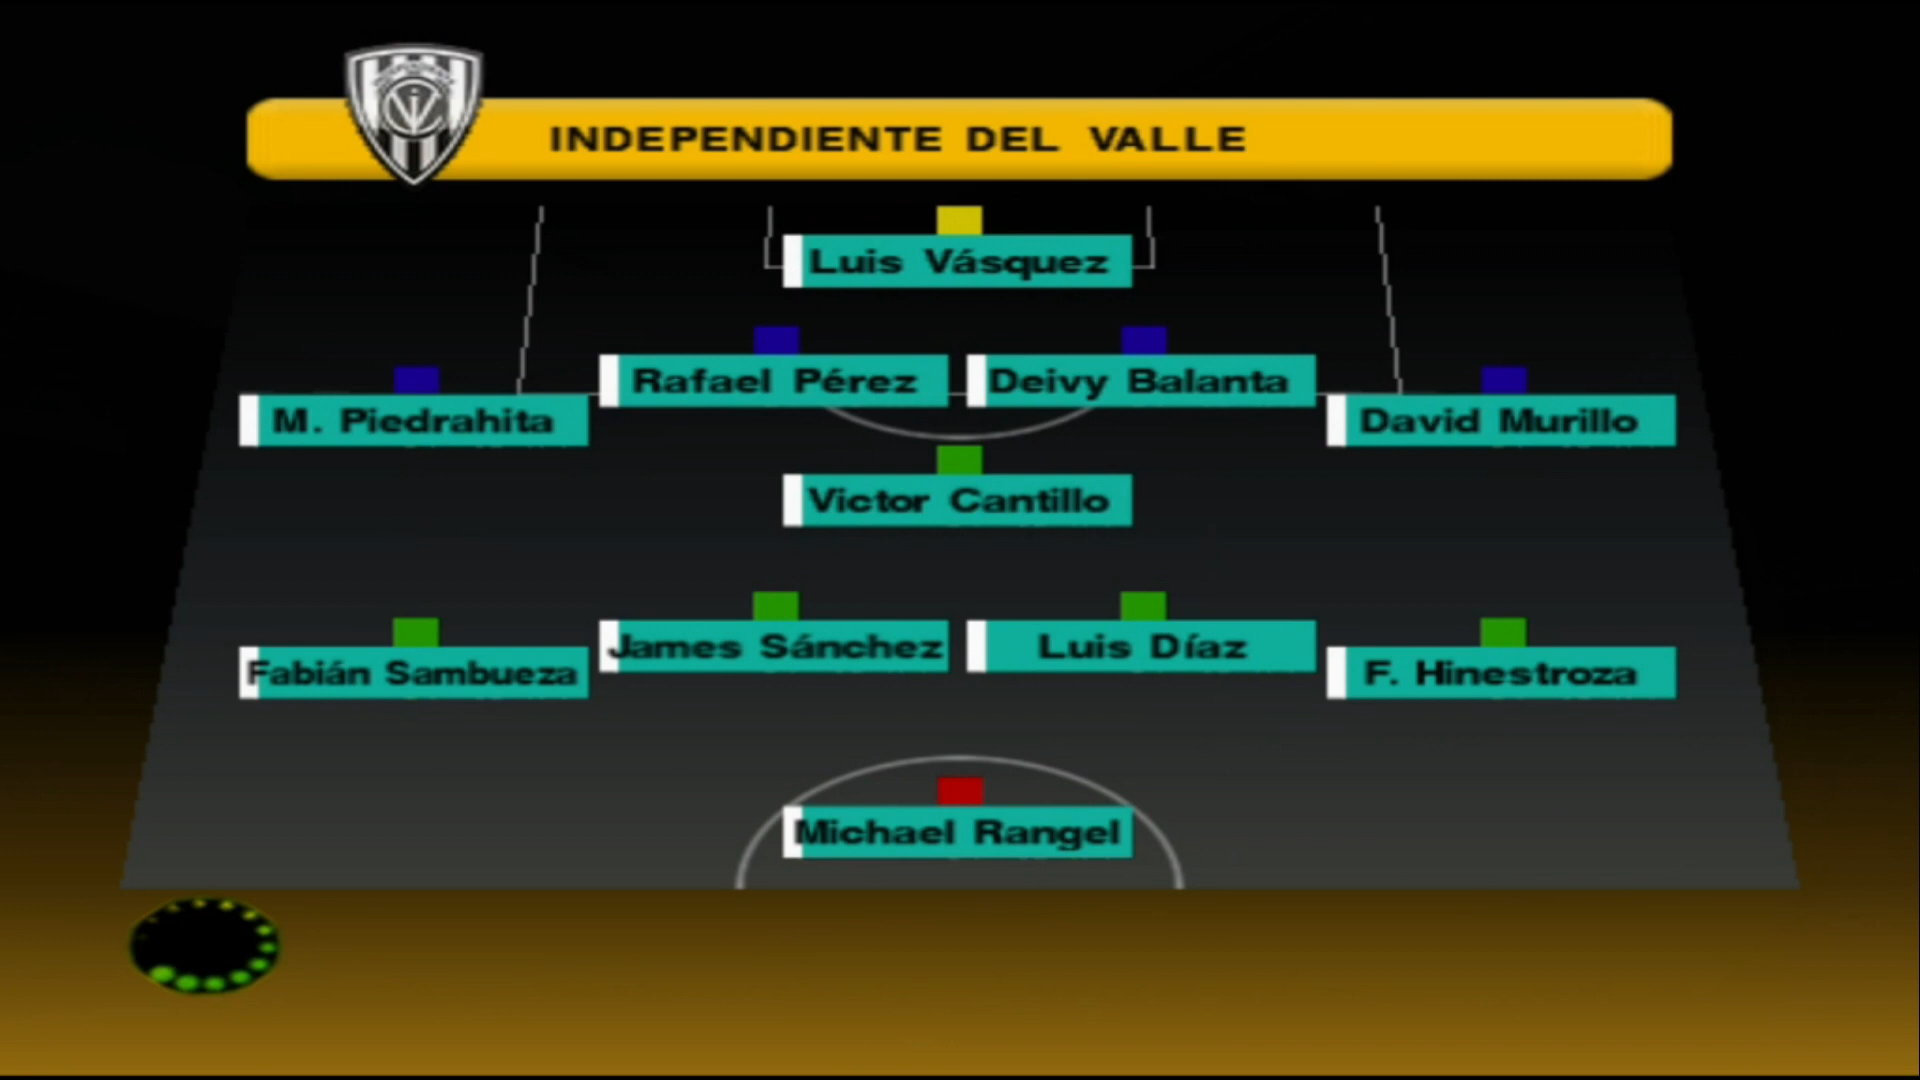 INDEPENDIENTE DEL VALLE
Luis Vásquez
Rafael Pérez
Deivy Balanta
M. Piedrahita
David Murillo
Victor Cantillo
James Sánchez
Luis Díaz
Fabián Sambueza
F. Hinestroza
Michael Rangel